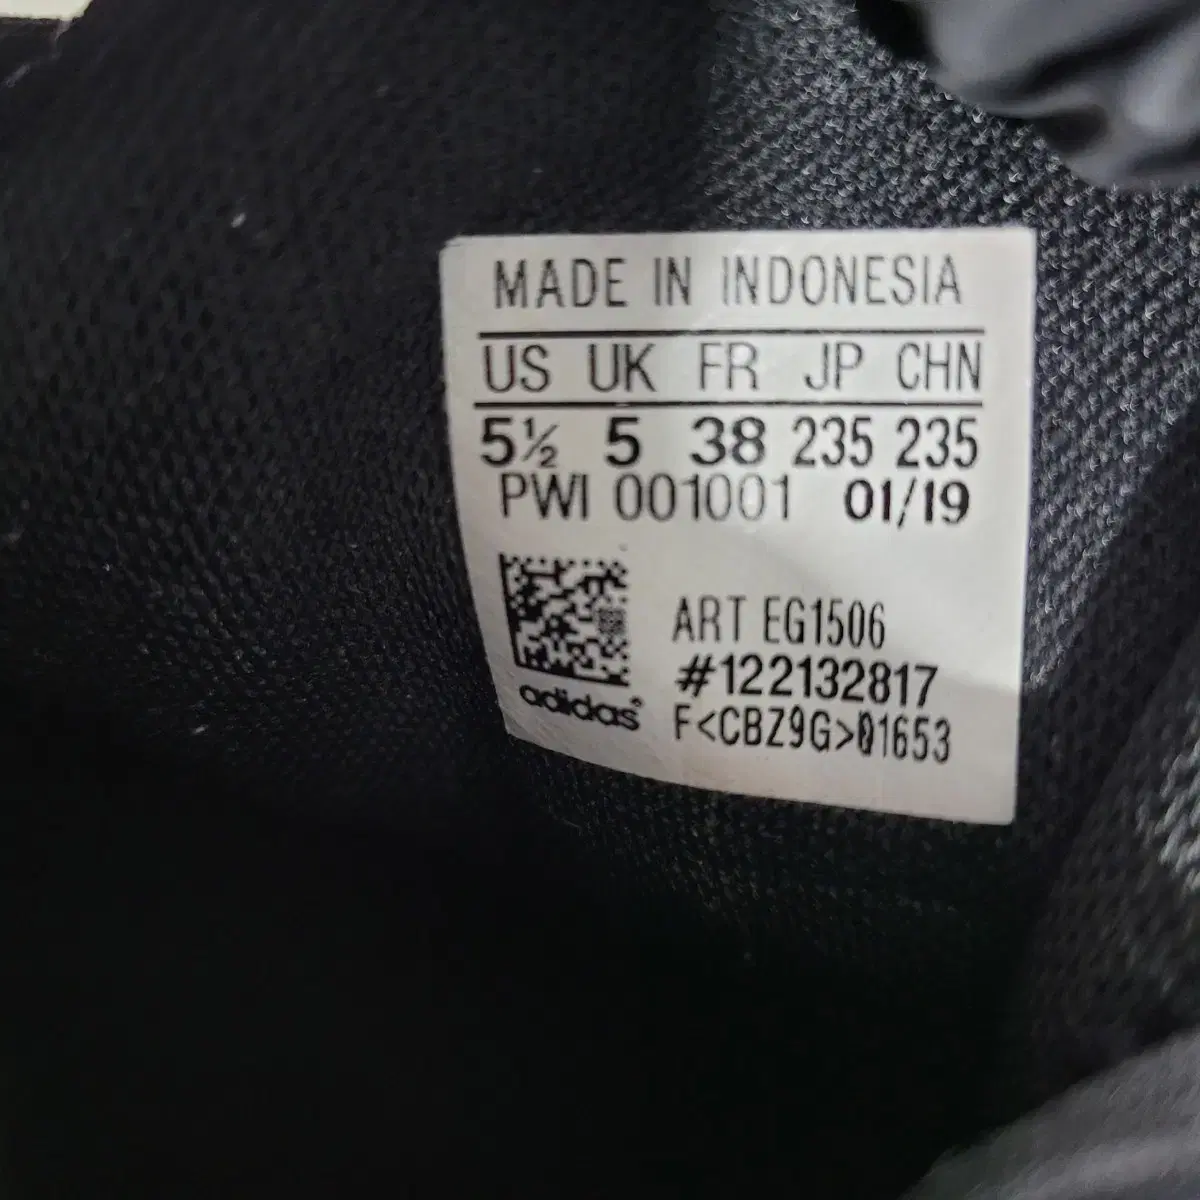 MADE IN INDONESIA
US UK FR JP CHN
5½ 5 38 235 235
PWI 001001 01/19
ART EG1506
#122132817
F<CBZ9G>01653
adidas